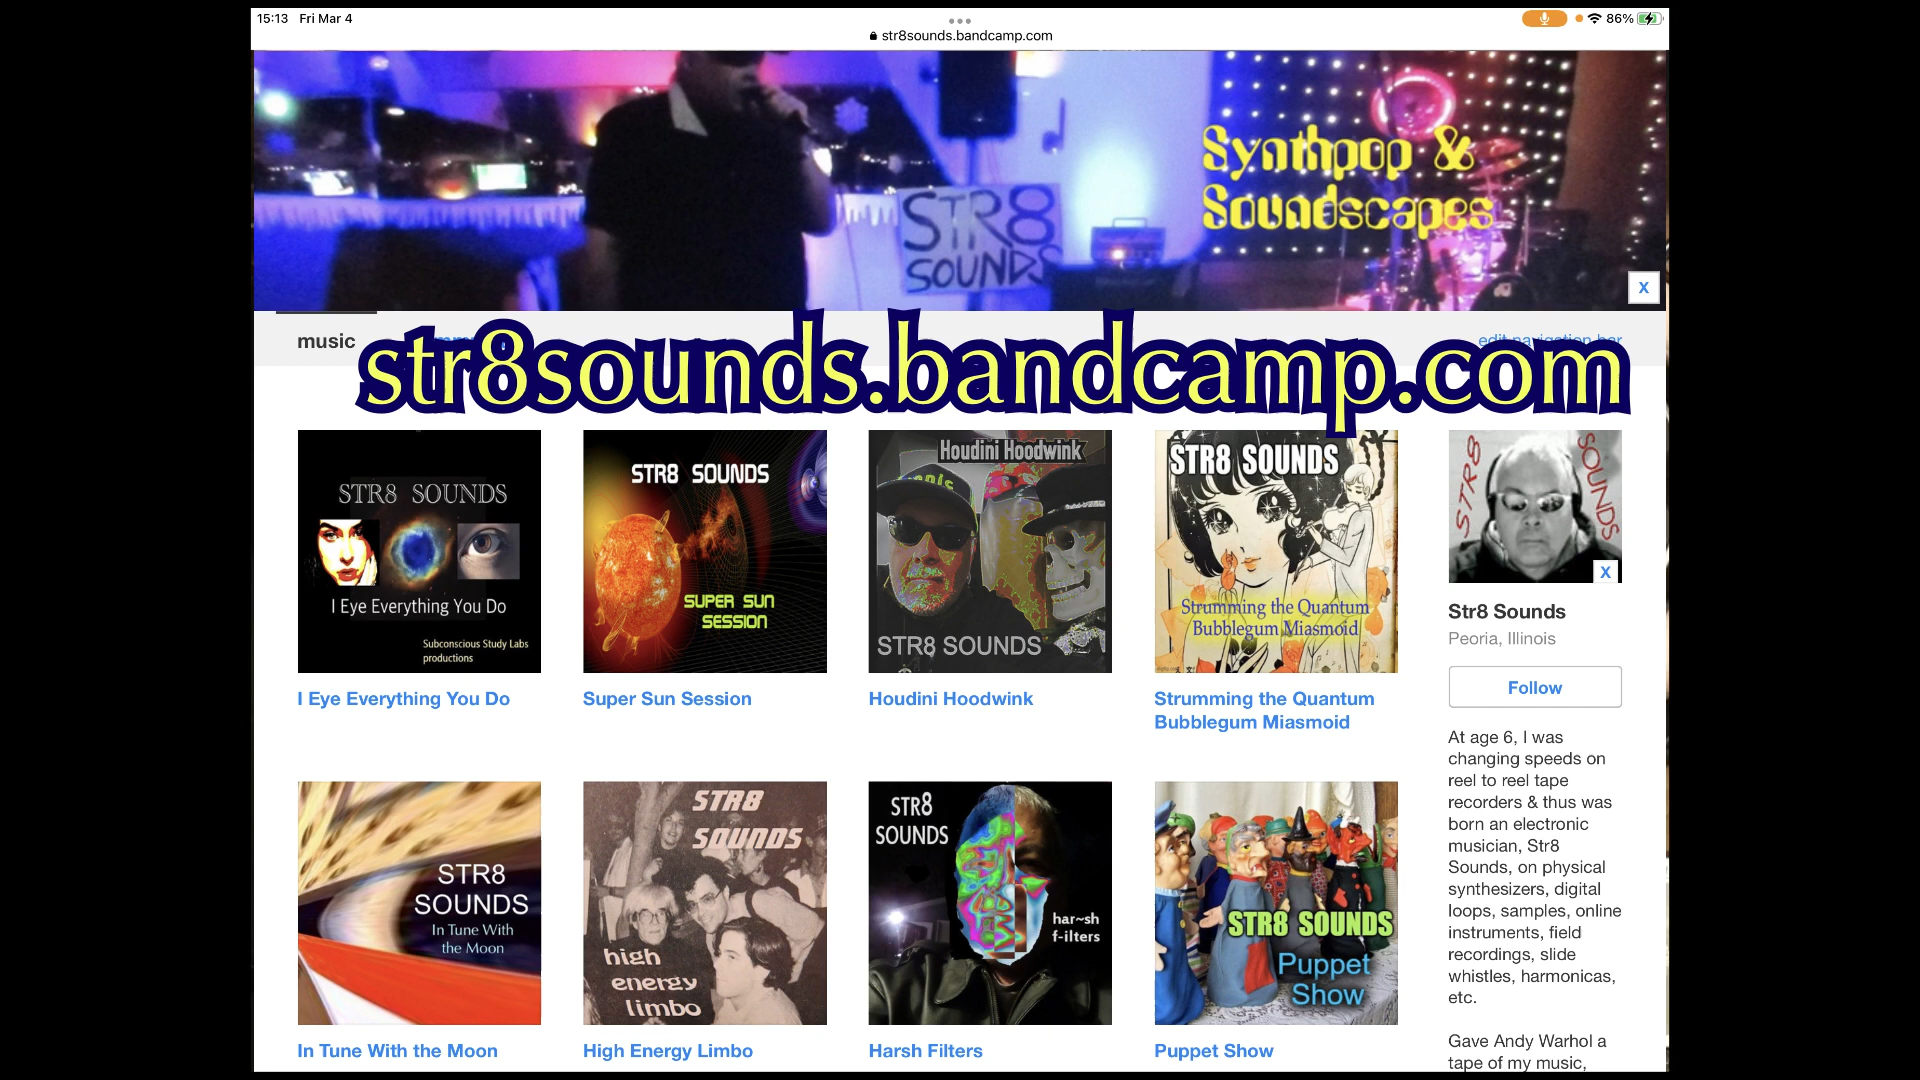 15:13 Fri Mar 4
86%
str8sounds.bandcamp.com
Synthpop &
Soundscapes
STR8
SOUNDS
X
music
edit navigation bar
str8sounds.bandcamp.com
STR8 SOUNDS
I Eye Everything You Do
Subconscious Study Labs
productions
I Eye Everything You Do
STR8 SOUNDS
SUPER SUN
SESSION
Super Sun Session
Houdini Hoodwink
STR8 SOUNDS
Houdini Hoodwink
STR8 SOUNDS
Strumming the Quantum
Bubblegum Miasmoid
Strumming the Quantum
Bubblegum Miasmoid
STR8 SOUNDS
X
Str8 Sounds
Peoria, Illinois
Follow
At age 6, I was
changing speeds on
reel to reel tape
recorders & thus was
born an electronic
musician, Str8
Sounds, on physical
synthesizers, digital
loops, samples, online
instruments, field
recordings, slide
whistles, harmonicas,
etc.
Gave Andy Warhol a
tape of my music,
STR8
SOUNDS
In Tune With
the Moon
In Tune With the Moon
STR8
SOUNDS
high
energy
limbo
High Energy Limbo
STR8
SOUNDS
har~sh
f-ilters
Harsh Filters
STR8 SOUNDS
Puppet
Show
Puppet Show